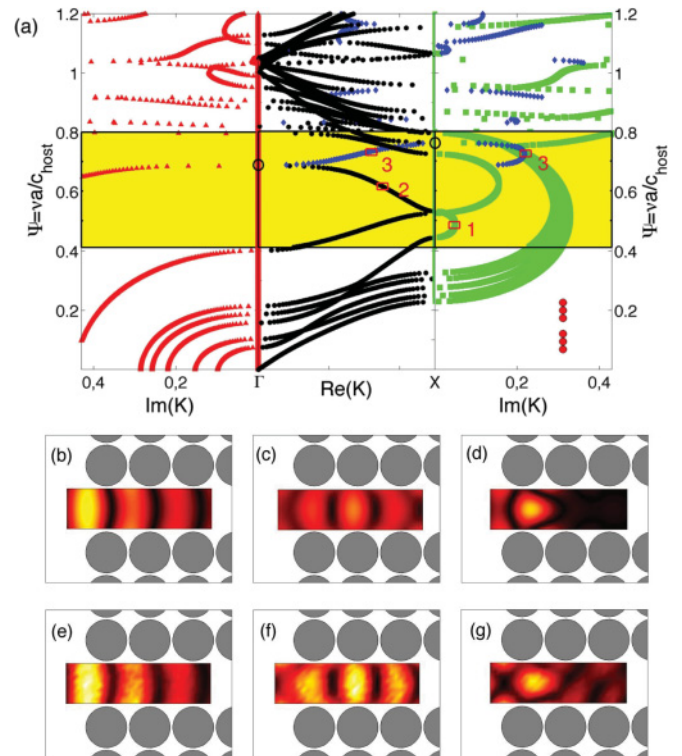 (a)
1.2
1
0.8
0.6
0.4
0.2
Ψ=νa/c_host
3
2
1
3
1.2
1
0.8
0.6
0.4
0.2
Ψ=νa/c_host
0,4
0,2
Γ
X
0,2
0,4
Im(K)
Re(K)
Im(K)
(b)
(c)
(d)
(e)
(f)
(g)